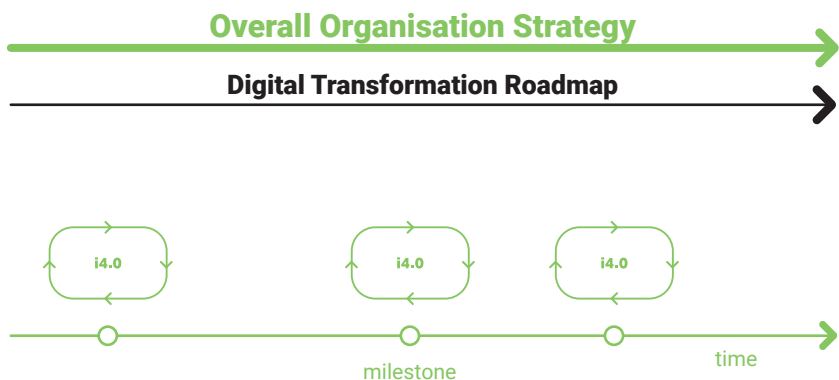 Overall Organisation Strategy
Digital Transformation Roadmap
i4.0 i4.0 i4.0
milestone
time